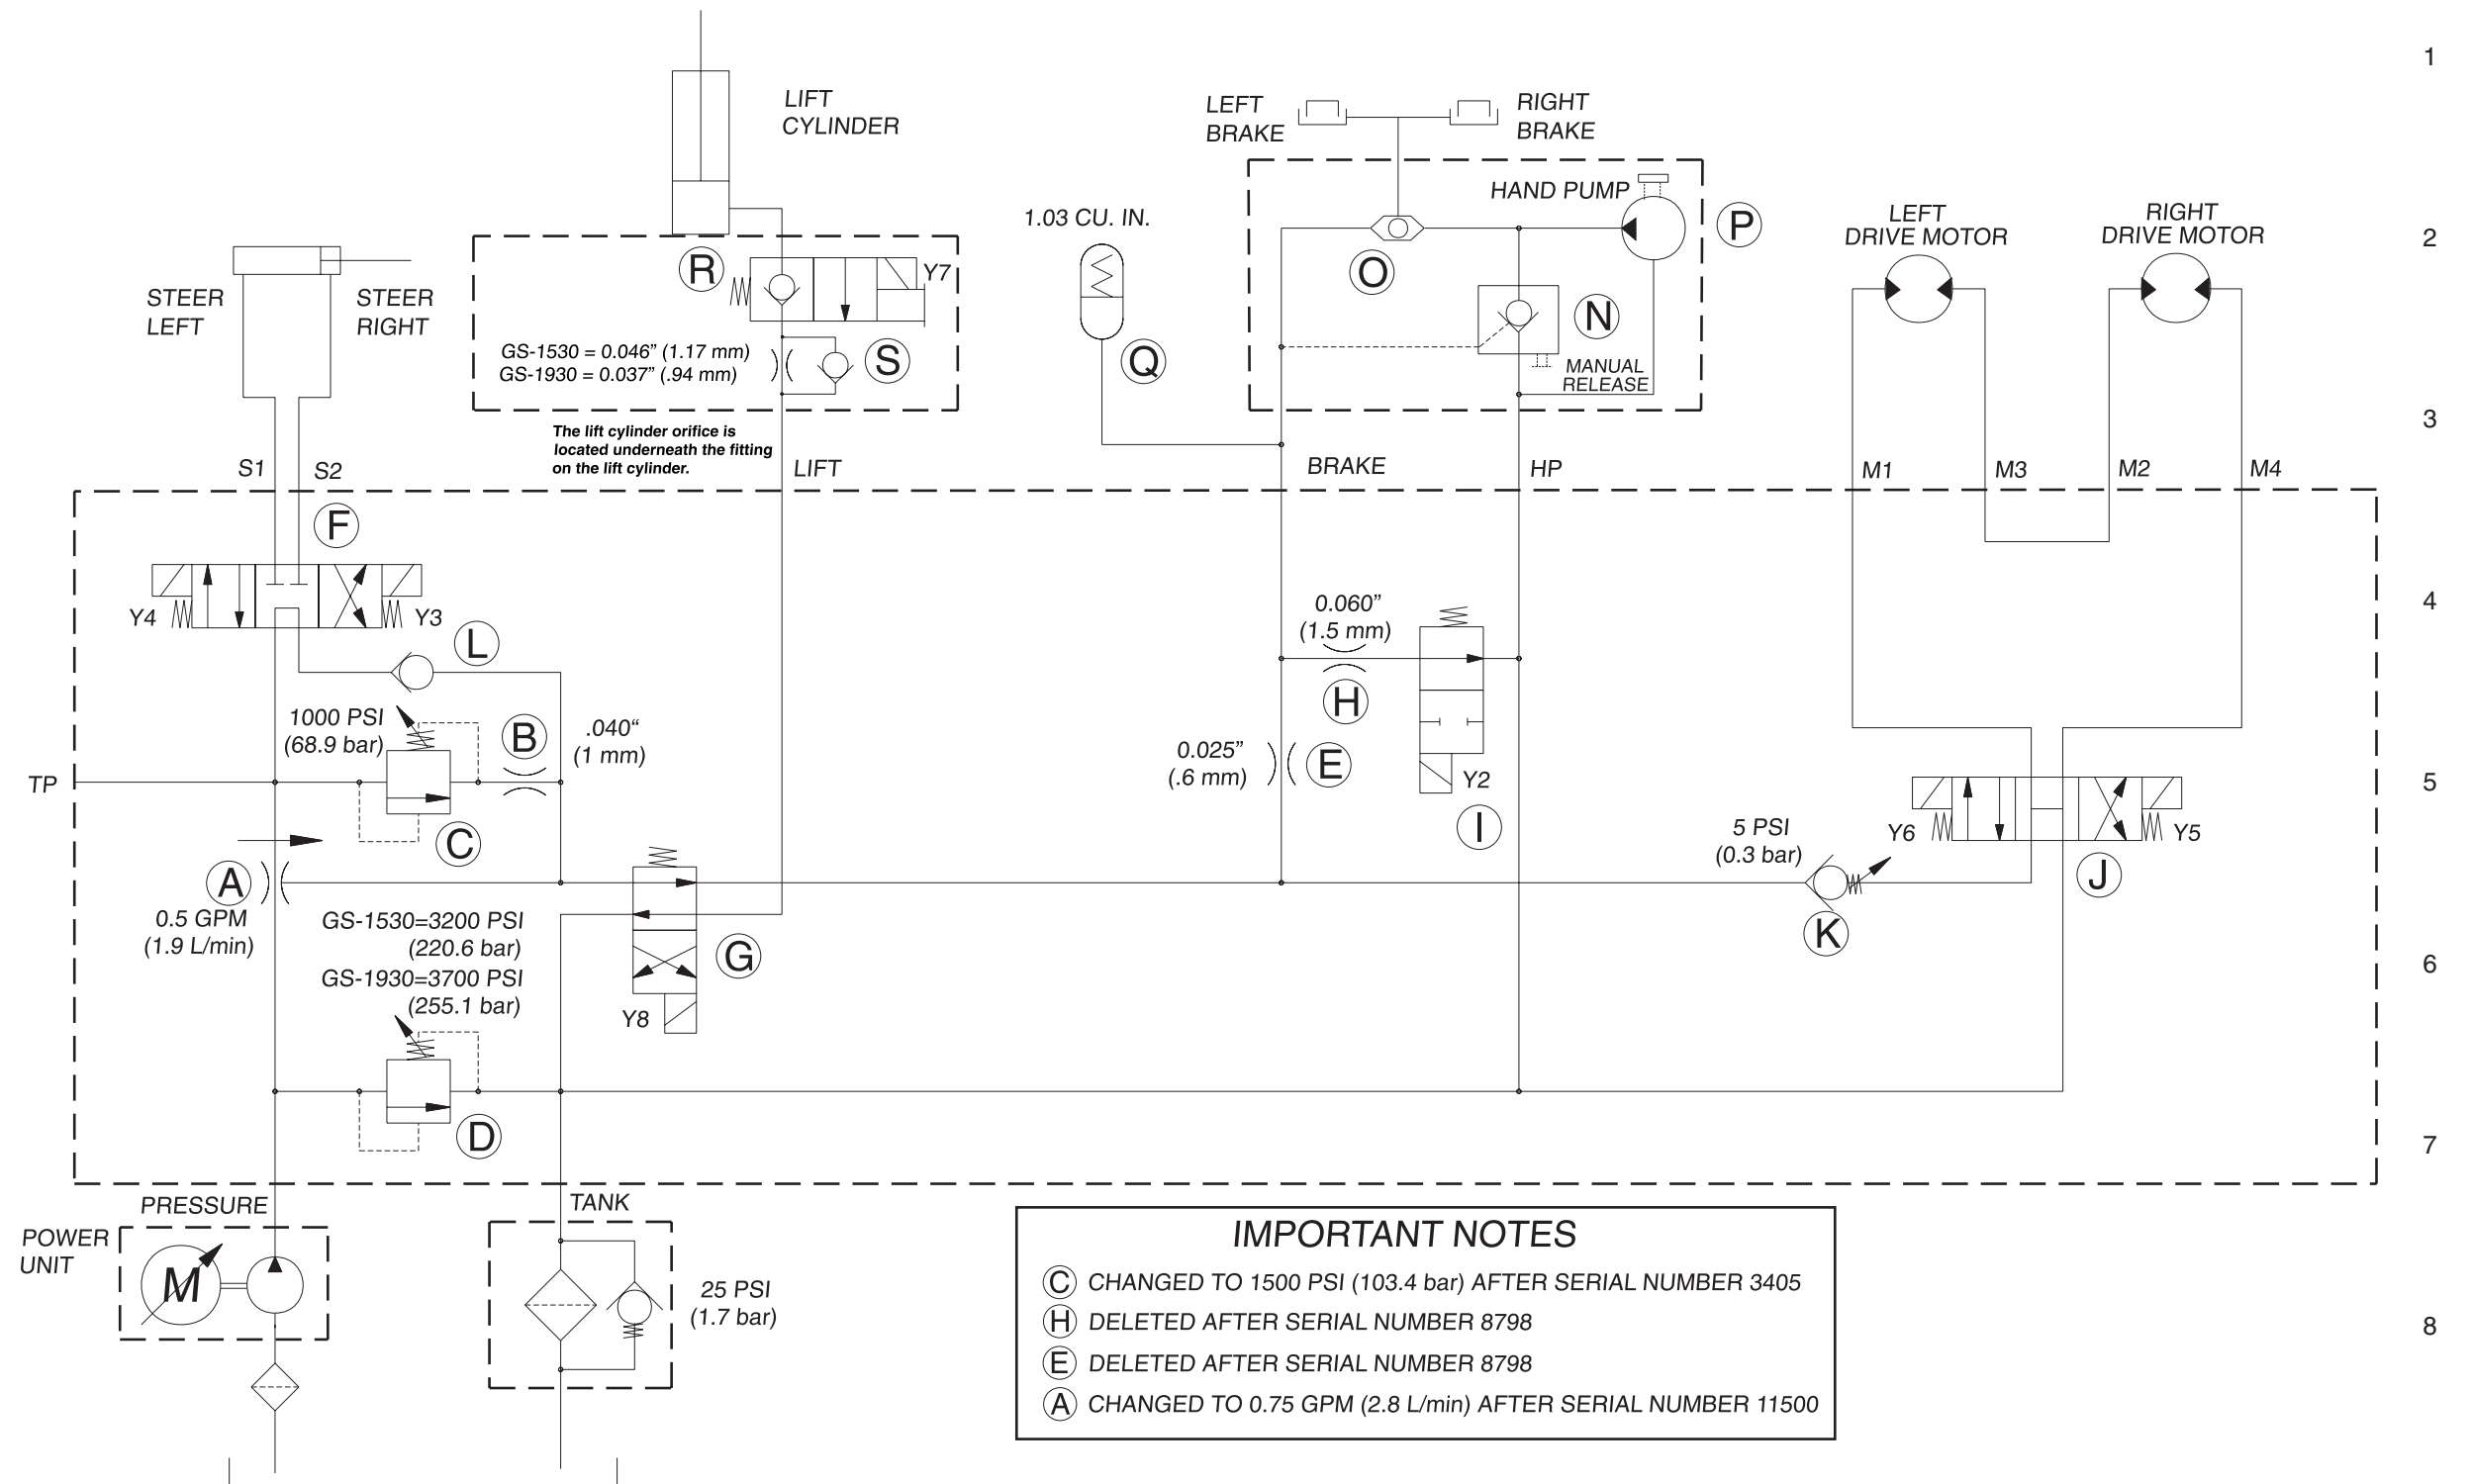 1
LIFT
CYLINDER
LEFT
BRAKE
RIGHT
BRAKE
HAND PUMP
P
1.03 CU. IN.
LEFT
DRIVE MOTOR
RIGHT
DRIVE MOTOR
2
R
Y7
O
N
STEER
LEFT
STEER
RIGHT
GS-1530 = 0.046” (1.17 mm)
GS-1930 = 0.037” (.94 mm)
S
Q
MANUAL
RELEASE
3
The lift cylinder orifice is
located underneath the fitting
on the lift cylinder.
S1
S2
LIFT
BRAKE
HP
M1
M3
M2
M4
F
Y4
Y3
4
0.060”
(1.5 mm)
L
H
1000 PSI
(68.9 bar)
B
.040“
(1 mm)
0.025”
(.6 mm)
E
Y2
TP
5
C
I
5 PSI
(0.3 bar)
Y6
Y5
A
J
0.5 GPM
(1.9 L/min)
GS-1530=3200 PSI
(220.6 bar)
GS-1930=3700 PSI
(255.1 bar)
G
K
6
Y8
D
7
PRESSURE
TANK
POWER
UNIT
M
25 PSI
(1.7 bar)
8
IMPORTANT NOTES
C CHANGED TO 1500 PSI (103.4 bar) AFTER SERIAL NUMBER 3405
H DELETED AFTER SERIAL NUMBER 8798
E DELETED AFTER SERIAL NUMBER 8798
A CHANGED TO 0.75 GPM (2.8 L/min) AFTER SERIAL NUMBER 11500